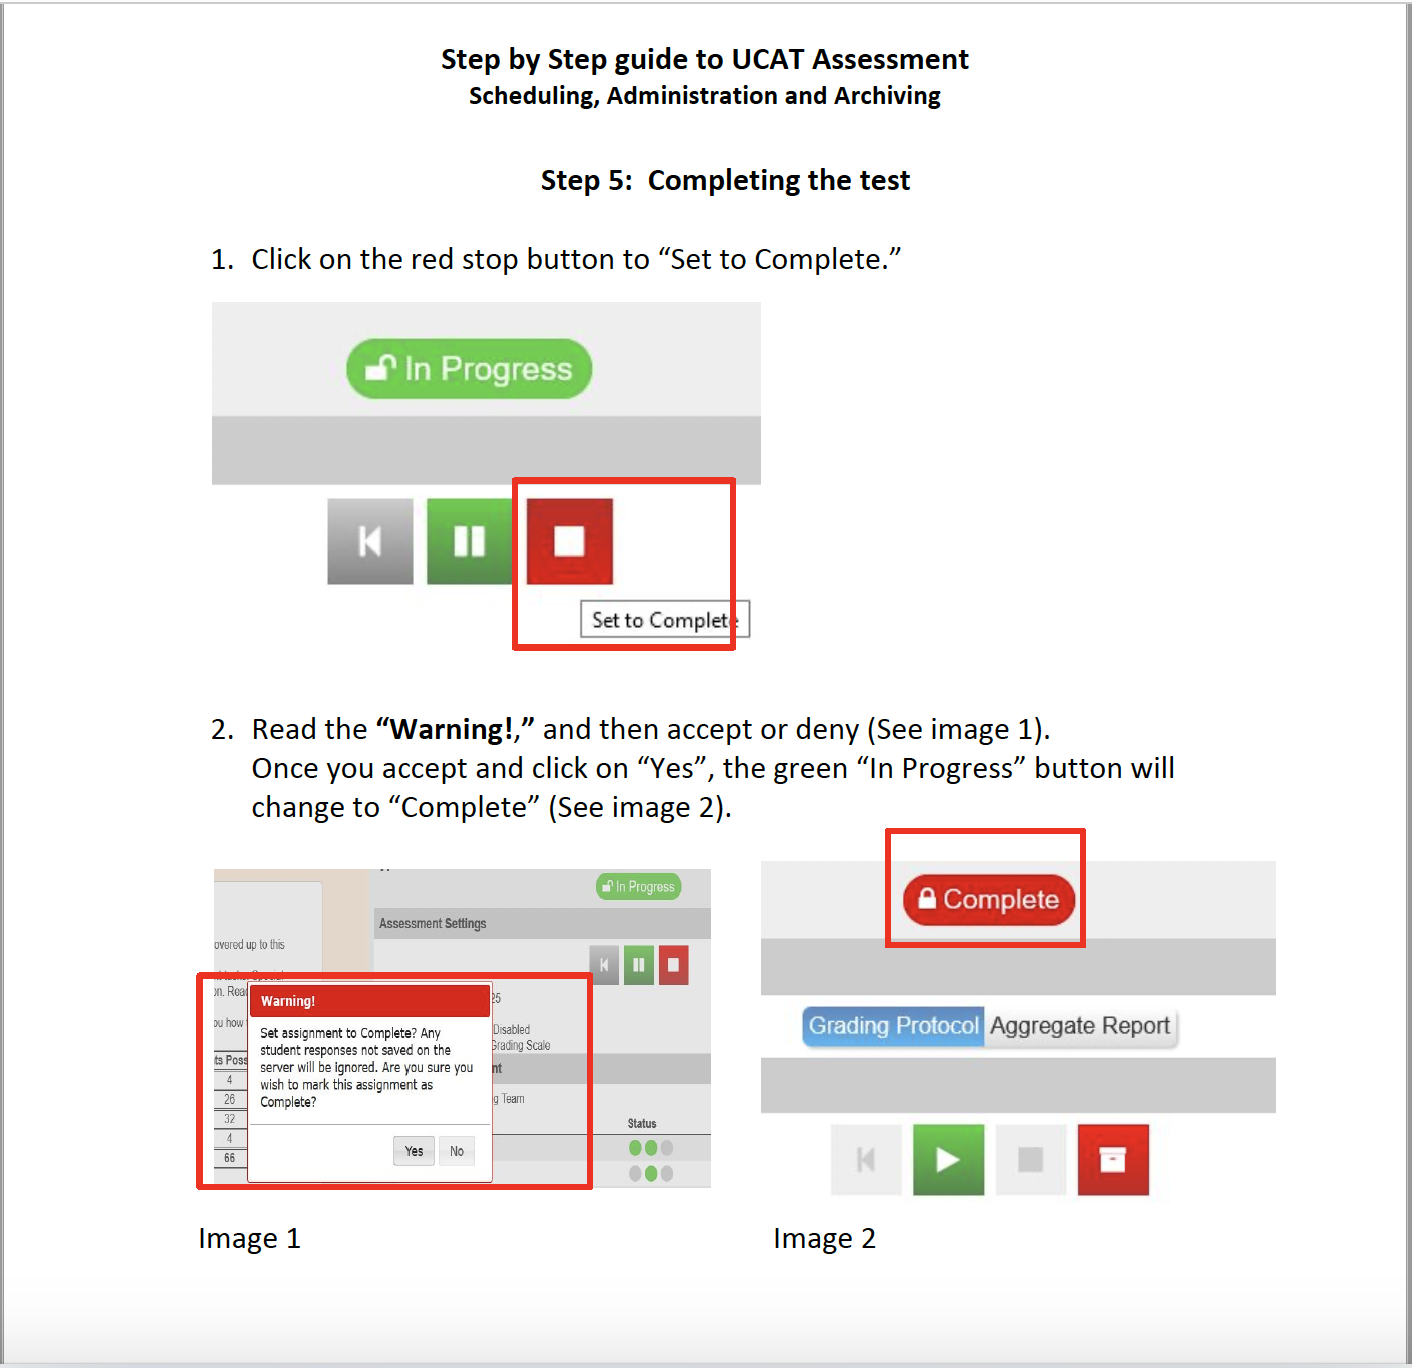 Step by Step guide to UCAT Assessment
Scheduling, Administration and Archiving
Step 5:  Completing the test
1. Click on the red stop button to “Set to Complete.”
In Progress
Set to Complete
2. Read the “Warning!,” and then accept or deny (See image 1).
Once you accept and click on “Yes”, the green “In Progress” button will
change to “Complete” (See image 2).
In Progress
Assessment Settings
overed up to this
on. Read
ou how
25
Disabled
Grading Scale
nt
g Team
Status
ts Poss
4
26
32
4
66
Warning!
Set assignment to Complete? Any
student responses not saved on the
server will be ignored. Are you sure you
wish to mark this assignment as
Complete?
Yes No
Complete
Grading Protocol Aggregate Report
Image 1
Image 2